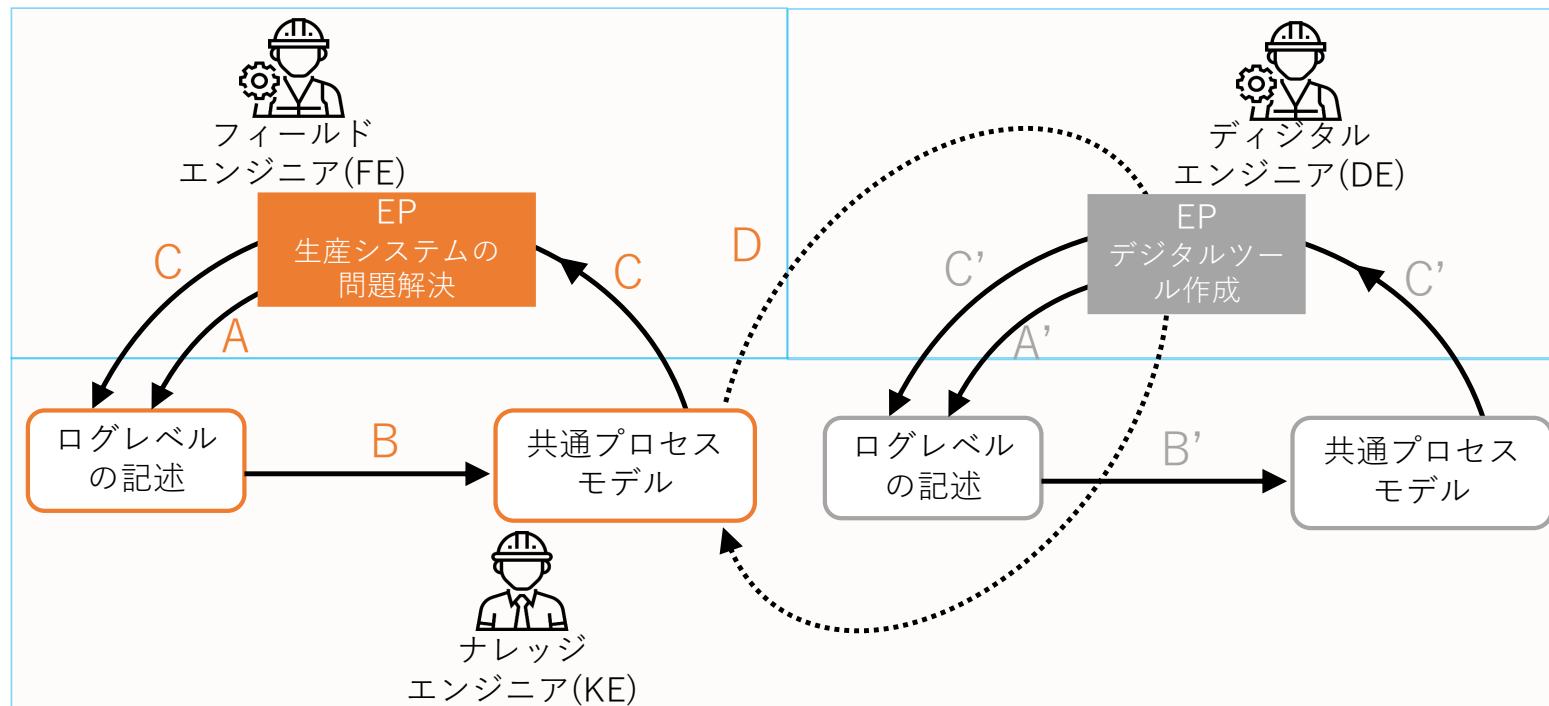 フィールド
エンジニア(FE)
EP
生産システムの
問題解決
C
A
C
D
ログレベル
の記述
B
共通プロセス
モデル
ナレッジ
エンジニア(KE)
ディジタル
エンジニア(DE)
EP
デジタルツー
ル作成
C’
A’
C’
ログレベル
の記述
B’
共通プロセス
モデル